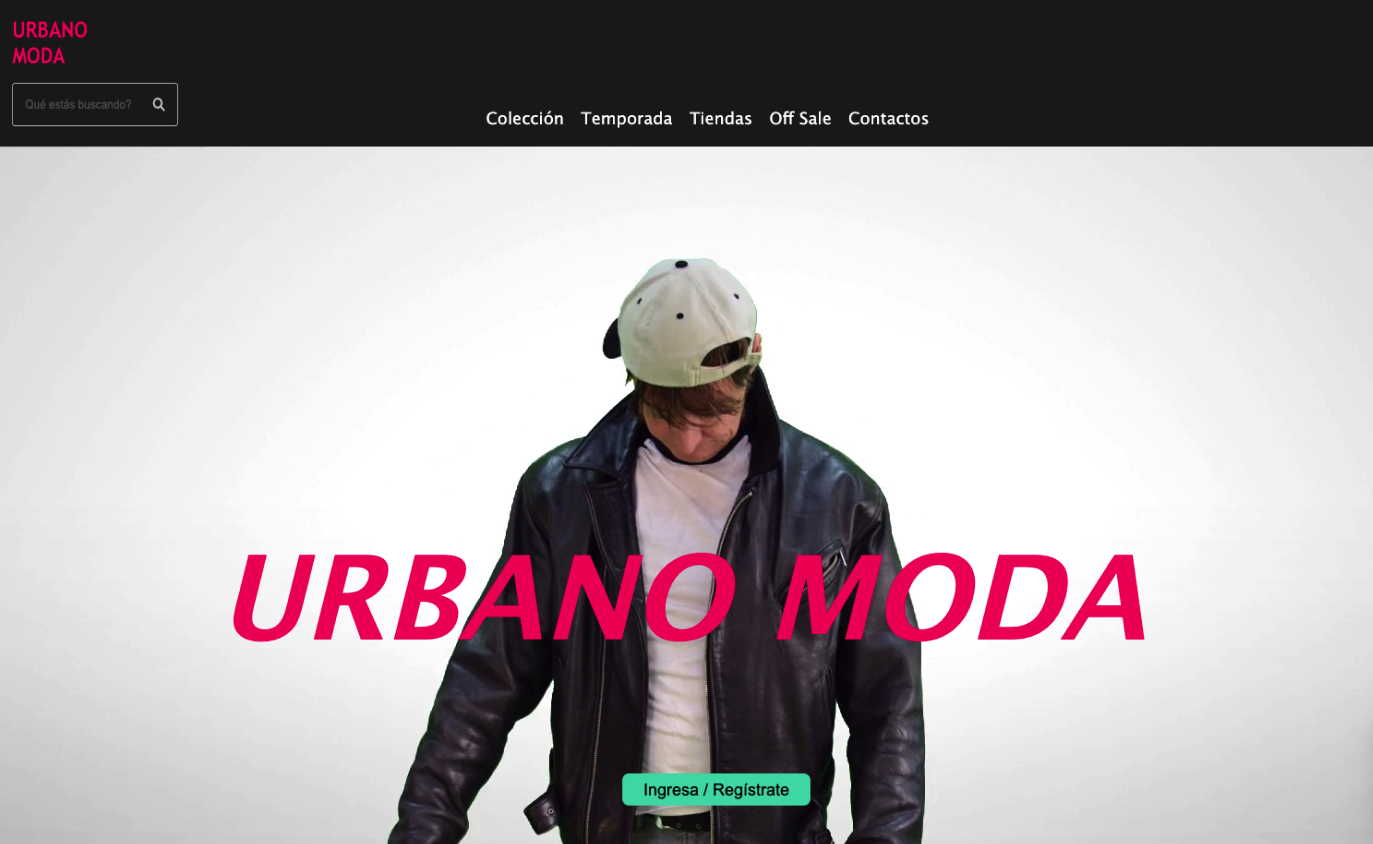 URBANO
MODA
Qué estás buscando?
Colección Temporada Tiendas Off Sale Contactos
URBANO MODA
Ingresa / Regístrate